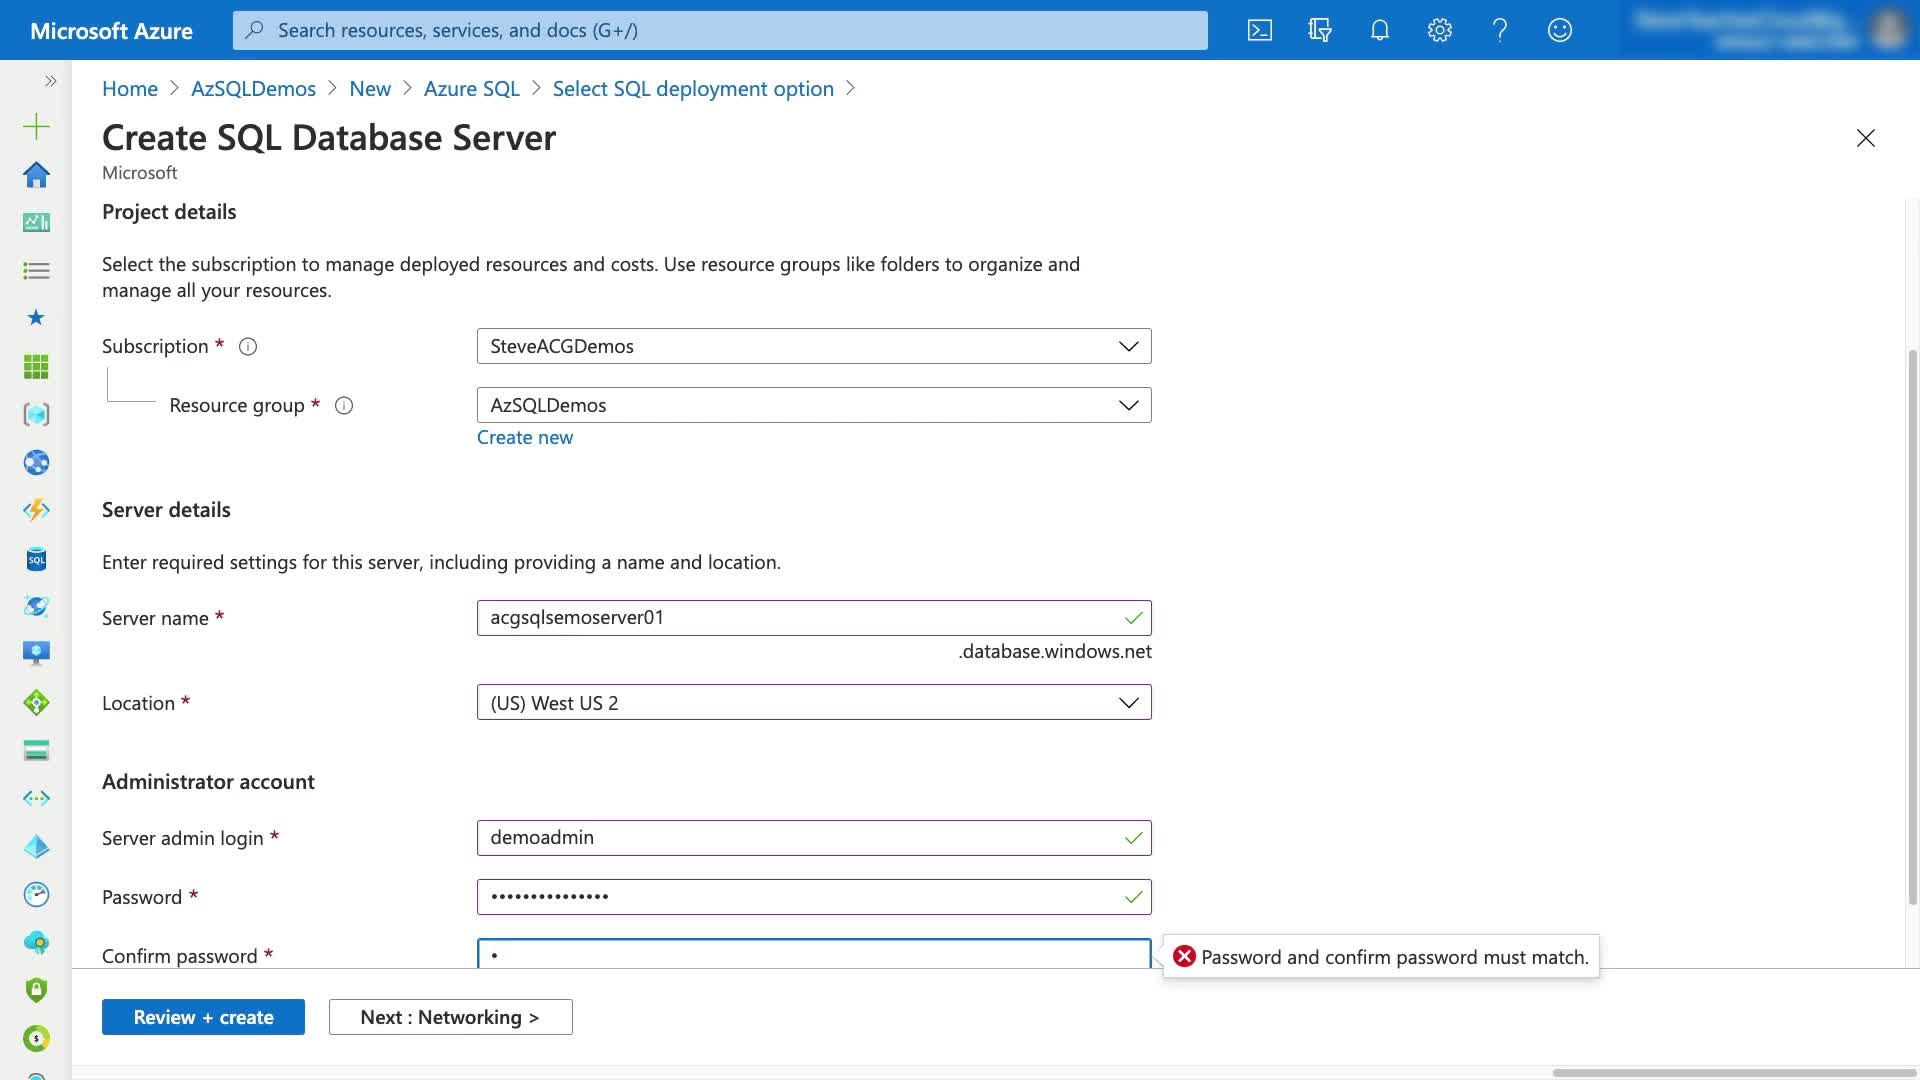 Microsoft Azure
Search resources, services, and docs (G+/)
Home > AzSQLDemos > New > Azure SQL > Select SQL deployment option >
Create SQL Database Server
Microsoft
Project details
Select the subscription to manage deployed resources and costs. Use resource groups like folders to organize and
manage all your resources.
Subscription *
SteveACGDemos
Resource group *
AzSQLDemos
Create new
Server details
Enter required settings for this server, including providing a name and location.
Server name *
acgsqlsemoserver01
.database.windows.net
Location *
(US) West US 2
Administrator account
Server admin login *
demoadmin
Password *
•••••••••••••••
Confirm password *
•
Password and confirm password must match.
Review + create
Next : Networking >
SQL